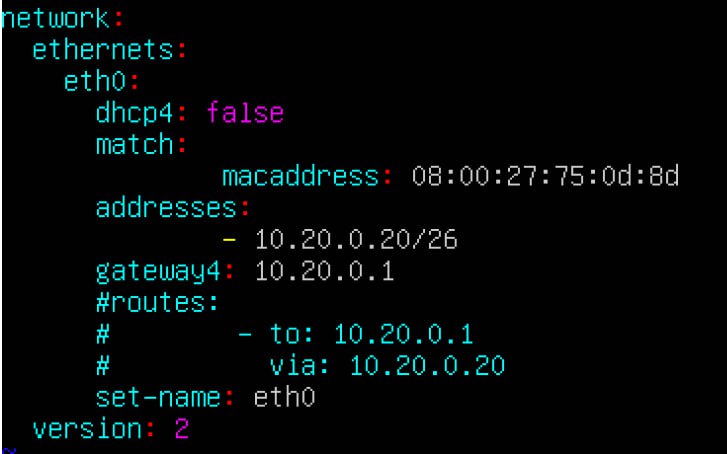 network:
  ethernets:
    eth0:
      dhcp4: false
      match:
              macaddress: 08:00:27:75:0d:8d
      addresses:
              - 10.20.0.20/26
      gateway4: 10.20.0.1
      #routes:
      #        - to: 10.20.0.1
      #          via: 10.20.0.20
      set-name: eth0
  version: 2
~